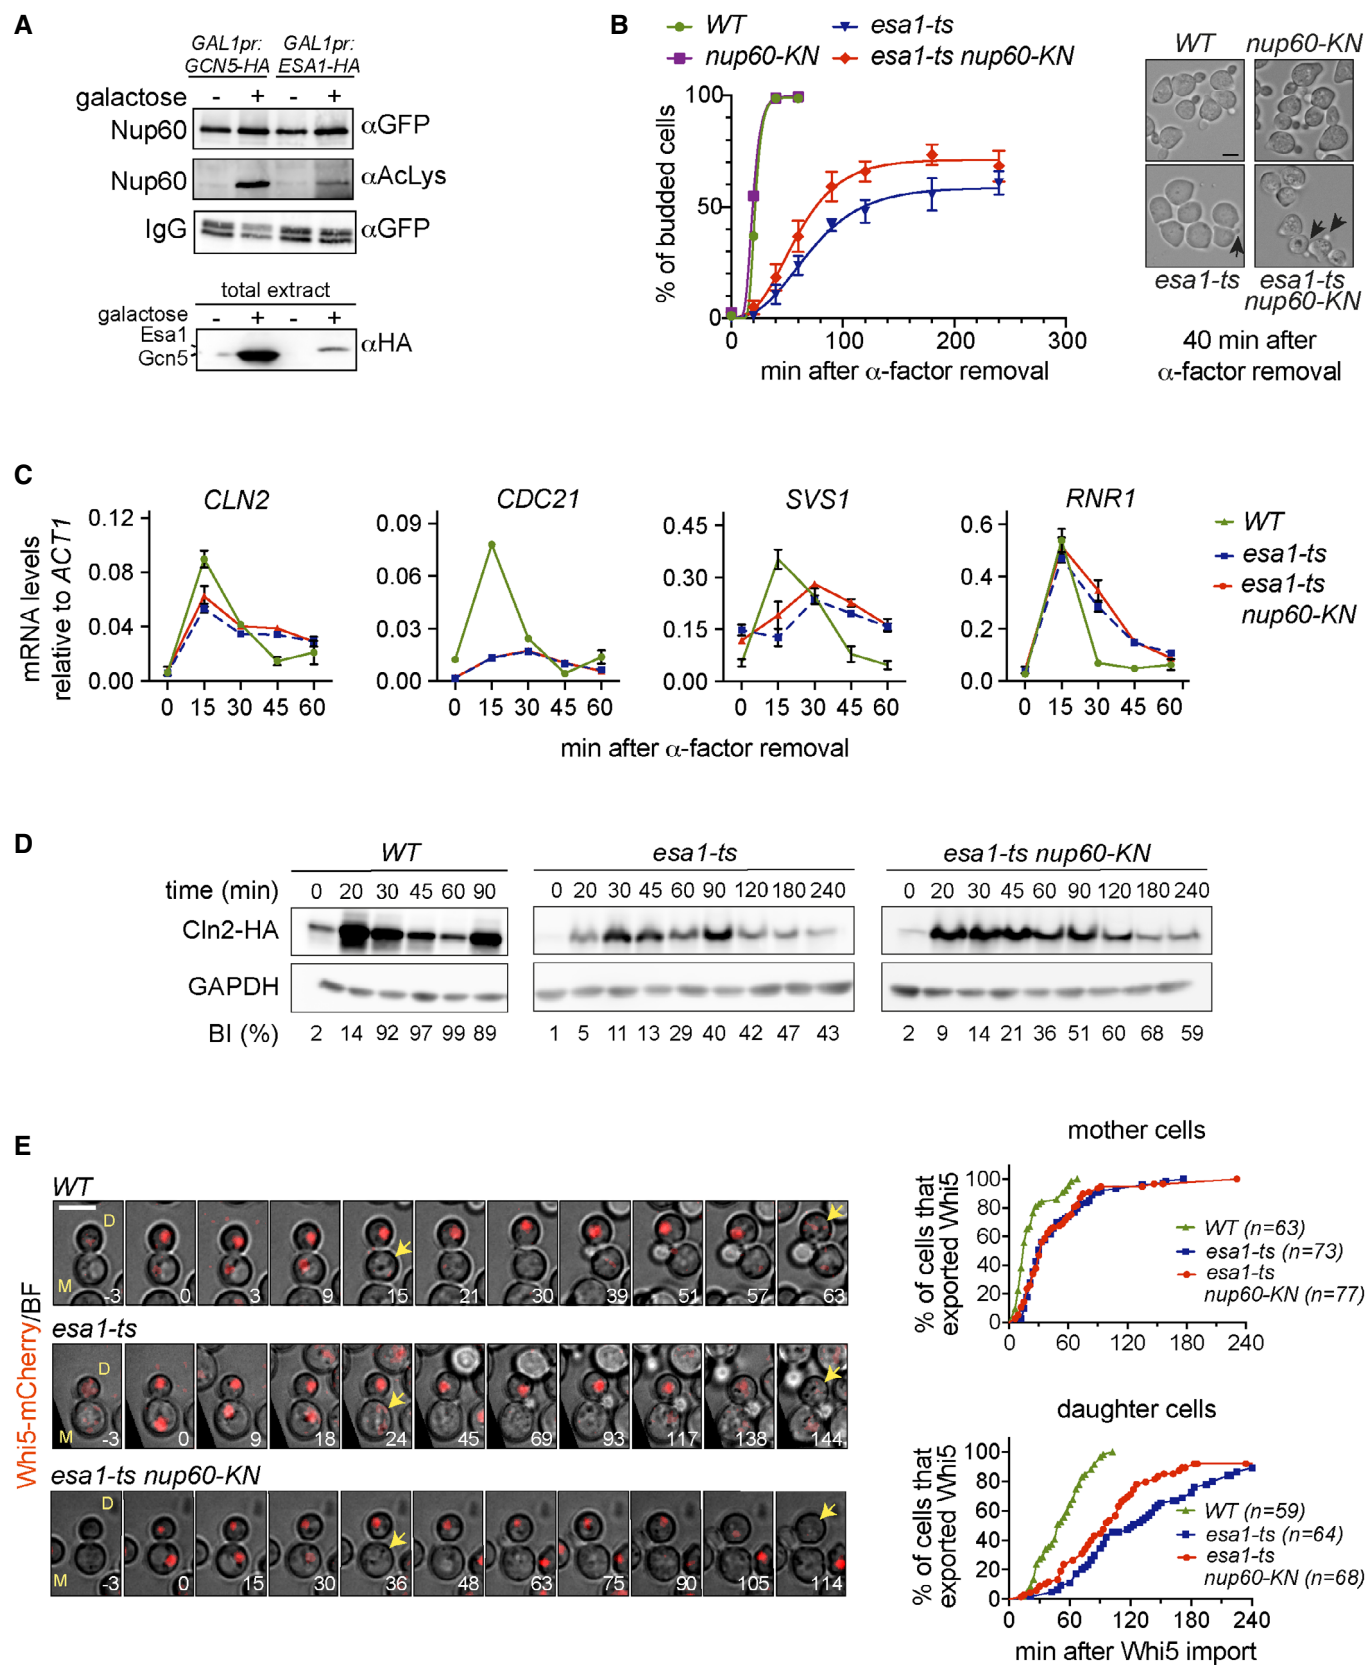 A
GAL1pr: GAL1pr:
GCN5-HA ESA1-HA
galactose - + - +
Nup60 αGFP
Nup60 αAcLys
IgG αGFP
total extract
galactose - + - +
Esa1
Gcn5 αHA
B
WT esa1-ts
nup60-KN esa1-ts nup60-KN
% of budded cells
100
50
0
0 100 200 300
min after α-factor removal
WT nup60-KN
esa1-ts esa1-ts
nup60-KN
40 min after
α-factor removal
C
mRNA levels
relative to ACT1
CLN2
0.12
0.08
0.04
0.00
0 15 30 45 60
CDC21
0.09
0.06
0.03
0.00
0 15 30 45 60
SVS1
0.45
0.30
0.15
0.00
0 15 30 45 60
RNR1
0.6
0.4
0.2
0.0
0 15 30 45 60
WT
esa1-ts
esa1-ts
nup60-KN
min after α-factor removal
D
WT esa1-ts esa1-ts nup60-KN
time (min) 0 20 30 45 60 90 0 20 30 45 60 90 120 180 240 0 20 30 45 60 90 120 180 240
Cln2-HA
GAPDH
BI (%) 2 14 92 97 99 89 1 5 11 13 29 40 42 47 43 2 9 14 21 36 51 60 68 59
E
Whi5-mCherry/BF
WT
D
M
-3 0 3 9 15 21 30 39 51 57 63
esa1-ts
D
M
-3 0 9 18 24 45 69 93 117 138 144
esa1-ts nup60-KN
D
M
-3 0 15 30 36 48 63 75 90 105 114
mother cells
% of cells that
exported Whi5
100
80
60
40
20
0
0 60 120 180 240
WT (n=63)
esa1-ts (n=73)
esa1-ts
nup60-KN (n=77)
daughter cells
% of cells that
exported Whi5
100
80
60
40
20
0
0 60 120 180 240
WT (n=59)
esa1-ts (n=64)
esa1-ts
nup60-KN (n=68)
min after Whi5 import